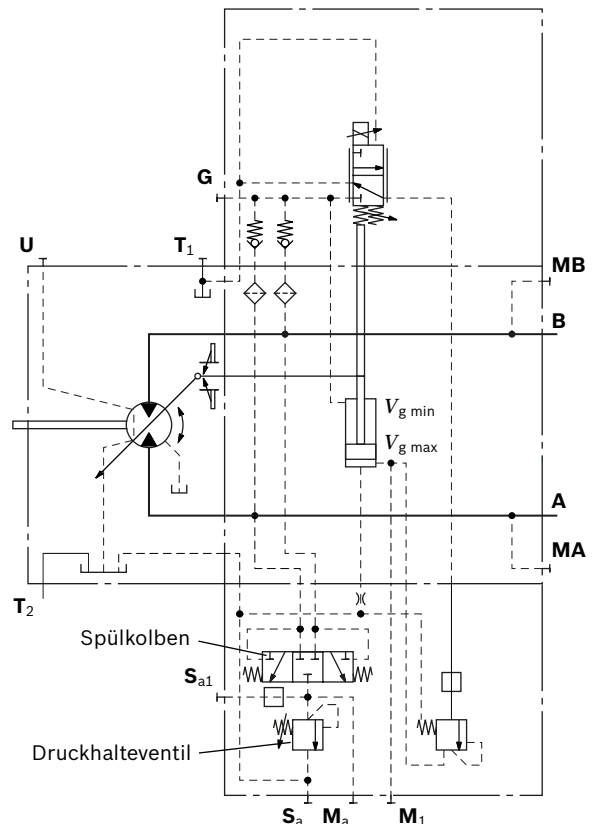 G
U
T1
MB
B
Vg min
Vg max
A
MA
T2
Spülkolben
Sa1
Druckhalteventil
Sa
Ma
M1